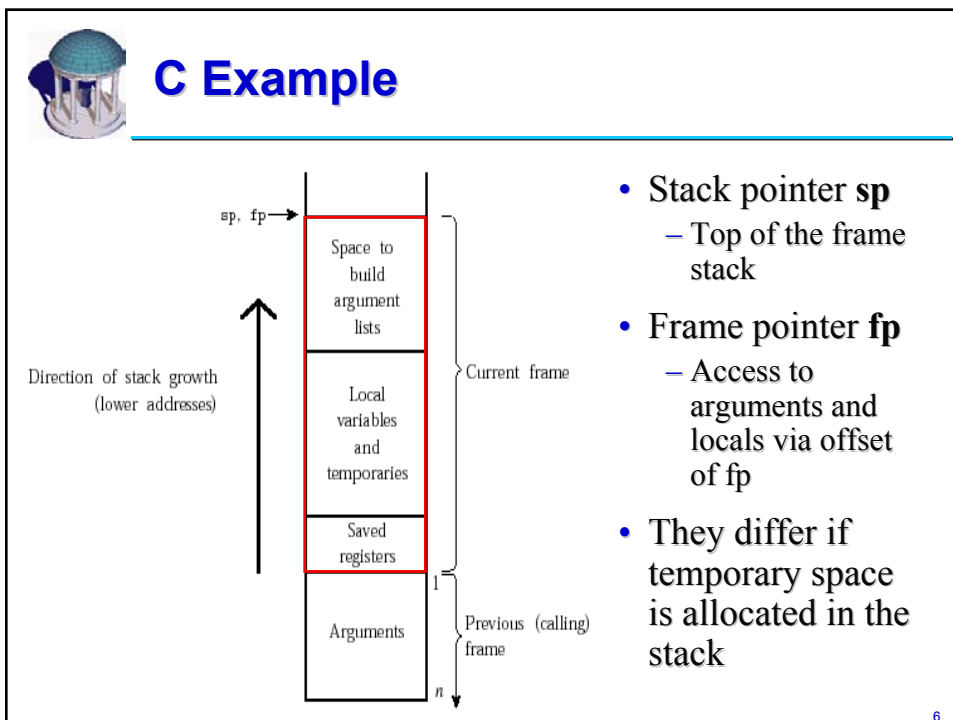 C Example
sp, fp
Space to
build
argument
lists
Direction of stack growth
(lower addresses)
Local
variables
and
temporaries
Current frame
Saved
registers
1
Arguments
Previous (calling)
frame
n
• Stack pointer sp
– Top of the frame
stack
• Frame pointer fp
– Access to
arguments and
locals via offset
of fp
• They differ if
temporary space
is allocated in the
stack
6